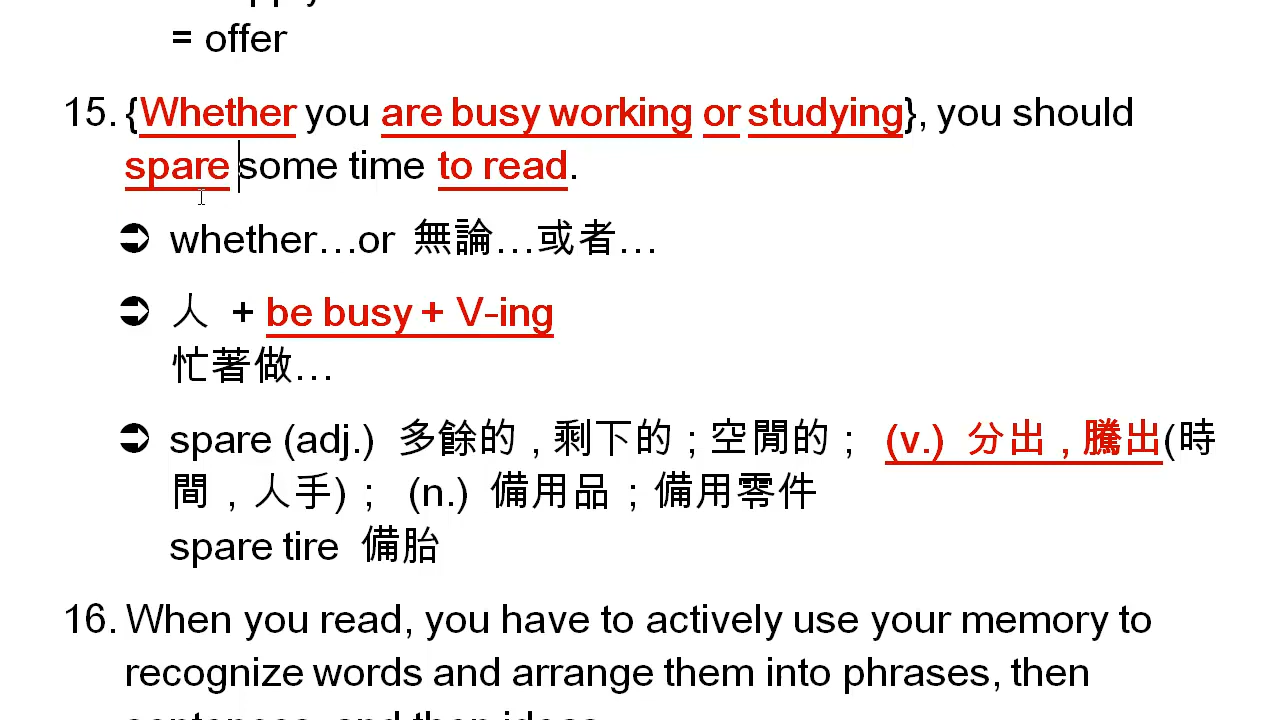 = offer
15. {Whether you are busy working or studying}, you should
spare some time to read.
➲ whether…or 無論…或者…
➲ 人 + be busy + V-ing
忙著做…
➲ spare (adj.) 多餘的 , 剩下的 ; 空閒的 ; (v.) 分出 , 騰出(時
間 , 人手) ; (n.) 備用品 ; 備用零件
spare tire 備胎
16. When you read, you have to actively use your memory to
recognize words and arrange them into phrases, then
sentences, and then ideas